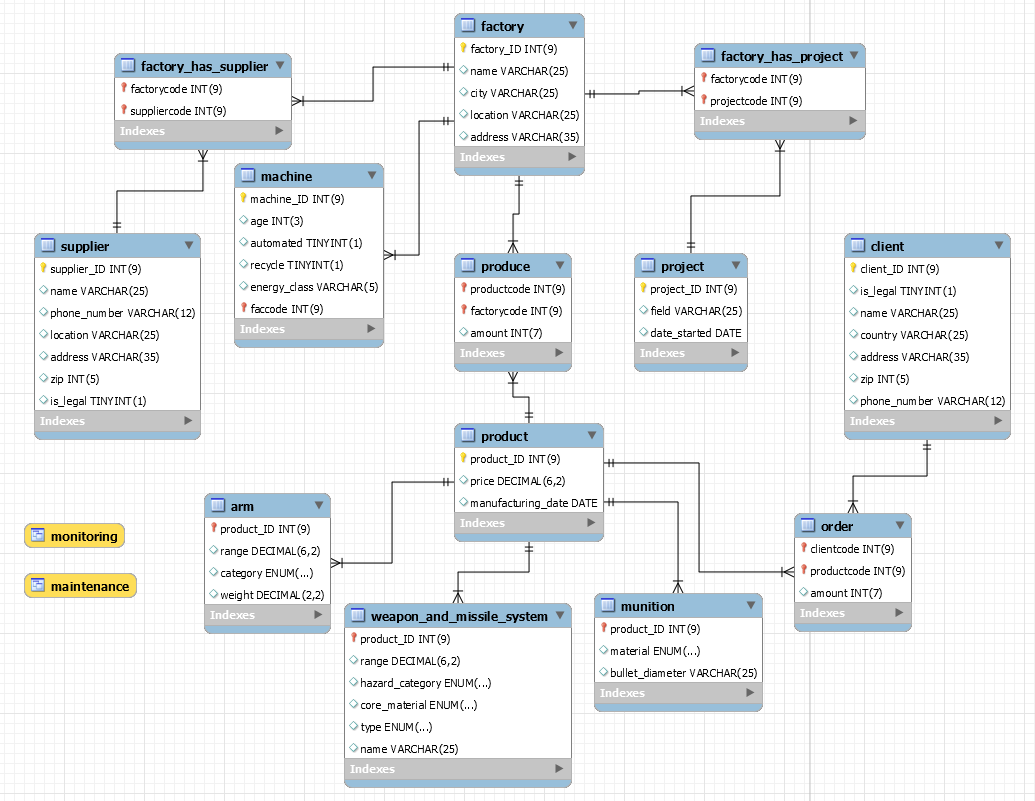 factory
factory_ID INT(9)
name VARCHAR(25)
city VARCHAR(25)
location VARCHAR(25)
address VARCHAR(35)
Indexes
factory_has_supplier
factorycode INT(9)
suppliercode INT(9)
Indexes
factory_has_project
factorycode INT(9)
projectcode INT(9)
Indexes
machine
machine_ID INT(9)
age INT(3)
automated TINYINT(1)
recycle TINYINT(1)
energy_class VARCHAR(5)
faccode INT(9)
Indexes
supplier
supplier_ID INT(9)
name VARCHAR(25)
phone_number VARCHAR(12)
location VARCHAR(25)
address VARCHAR(35)
zip INT(5)
is_legal TINYINT(1)
Indexes
produce
productcode INT(9)
factorycode INT(9)
amount INT(7)
Indexes
project
project_ID INT(9)
field VARCHAR(25)
date_started DATE
Indexes
client
client_ID INT(9)
is_legal TINYINT(1)
name VARCHAR(25)
country VARCHAR(25)
address VARCHAR(35)
zip INT(5)
phone_number VARCHAR(12)
Indexes
product
product_ID INT(9)
price DECIMAL(6,2)
manufacturing_date DATE
Indexes
arm
product_ID INT(9)
range DECIMAL(6,2)
category ENUM(...)
weight DECIMAL(2,2)
Indexes
monitoring
maintenance
order
clientcode INT(9)
productcode INT(9)
amount INT(7)
Indexes
weapon_and_missile_system
product_ID INT(9)
range DECIMAL(6,2)
hazard_category ENUM(...)
core_material ENUM(...)
type ENUM(...)
name VARCHAR(25)
Indexes
munition
product_ID INT(9)
material ENUM(...)
bullet_diameter VARCHAR(25)
Indexes